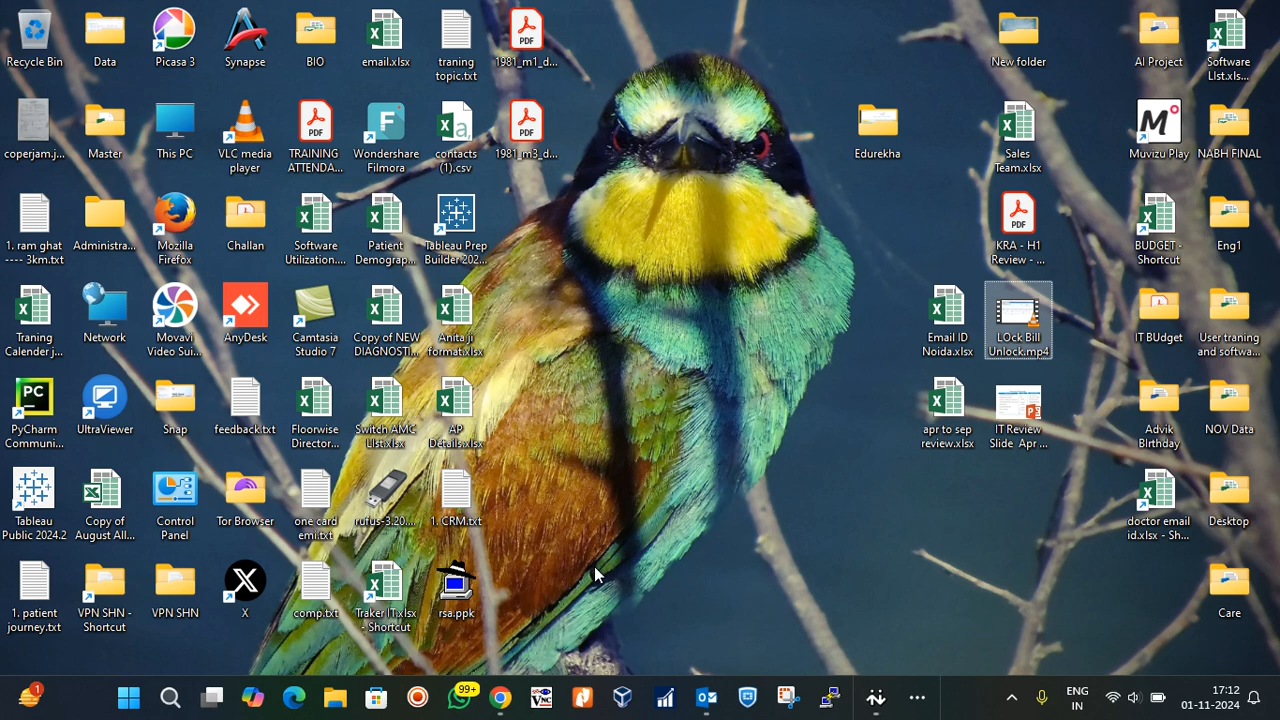 Recycle Bin
Data
Picasa 3
Synapse
BIO
email.xlsx
traning
topic.txt
PDF
1981_m1_d...
New folder
AI Project
Software
LIst.xls...
coperjam.j...
Master
This PC
VLC media
player
PDF
TRAINING
ATTENDA...
Wondershare
Filmora
contacts
(1).csv
PDF
1981_m3_d...
Edurekha
Sales
Team.xlsx
Muvizu Play
NABH FINAL
1. ram ghat
---- 3km.txt
Administra...
Mozilla
Firefox
Challan
Software
Utilization....
Patient
Demograp...
Tableau Prep
Builder 202...
PDF
KRA - H1
Review - ...
BUDGET -
Shortcut
Eng1
Traning
Calender j...
Network
Movavi
Video Sui...
AnyDesk
Camtasia
Studio 7
Copy of NEW
DIAGNOSTI...
Anitaji
format.xlsx
Email ID
Noida.xlsx
LOck Bill
Unlock.mp4
IT BUdget
User traning
and softwa...
PC
PyCharm
Communi...
UltraViewer
Snap
feedback.txt
Floorwise
Director...
Switch AMC
LIst.xlsx
AP
Details.xlsx
apr to sep
review.xlsx
IT Review
Slide Apr ...
Advik
BIrthday
NOV Data
Tableau
Public 2024.2
Copy of
August All...
Control
Panel
Tor Browser
one card
emi.txt
rufus-3.20....
1. CRM.txt
doctor email
id.xlsx - Sh...
Desktop
1. patient
journey.txt
VPN SHN -
Shortcut
VPN SHN
X
comp.txt
Traker IT.xlsx
- Shortcut
rsa.ppk
Care
1
99+
ENG
IN
17:12
01-11-2024